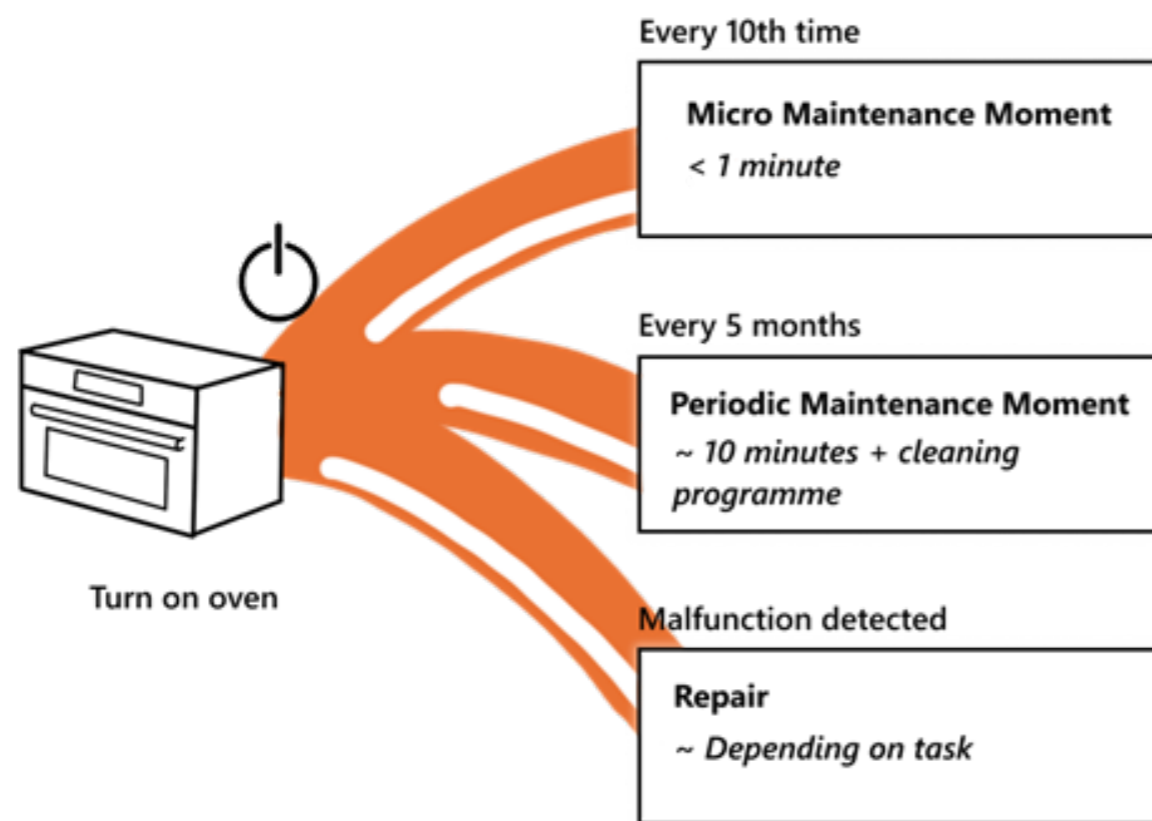 Every 10th time
Micro Maintenance Moment
< 1 minute
Every 5 months
Periodic Maintenance Moment
~ 10 minutes + cleaning
programme
Turn on oven
Malfunction detected
Repair
~ Depending on task